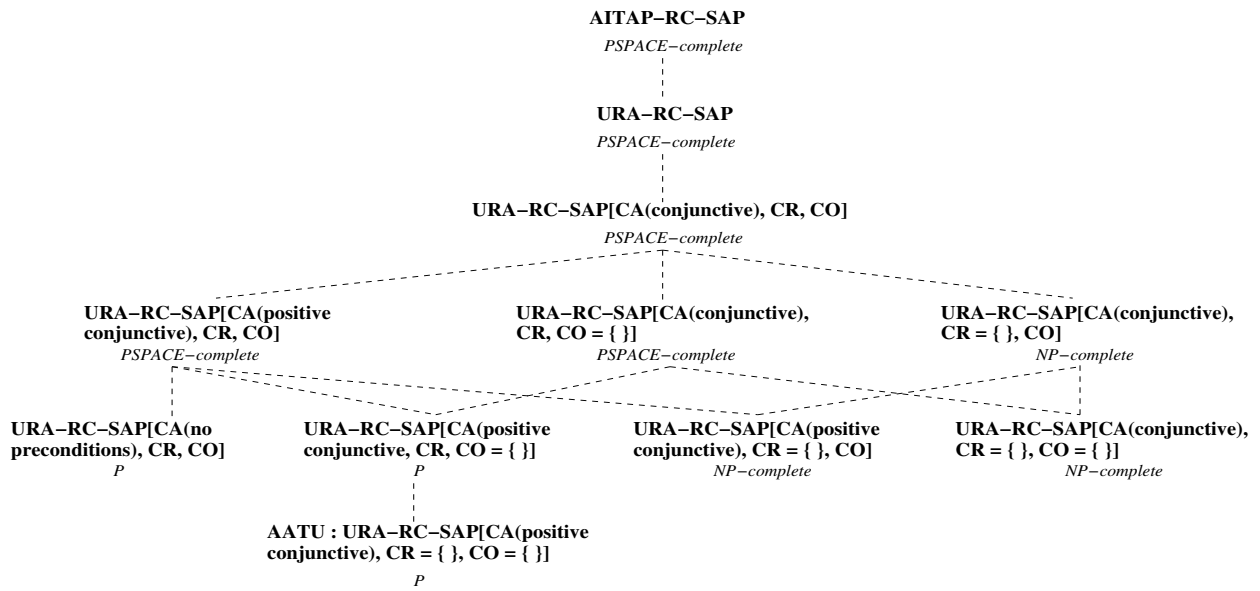 AITAP−RC−SAP
PSPACE−complete
URA−RC−SAP
PSPACE−complete
URA−RC−SAP[CA(conjunctive), CR, CO]
PSPACE−complete
URA−RC−SAP[CA(positive
conjunctive), CR, CO]
PSPACE−complete
URA−RC−SAP[CA(conjunctive),
CR, CO = { }]
PSPACE−complete
URA−RC−SAP[CA(conjunctive),
CR = { }, CO]
NP−complete
URA−RC−SAP[CA(no
preconditions), CR, CO]
P
URA−RC−SAP[CA(positive
conjunctive, CR, CO = { }]
P
URA−RC−SAP[CA(positive
conjunctive), CR = { }, CO]
NP−complete
URA−RC−SAP[CA(conjunctive),
CR = { }, CO = { }]
NP−complete
AATU : URA−RC−SAP[CA(positive
conjunctive), CR = { }, CO = { }]
P